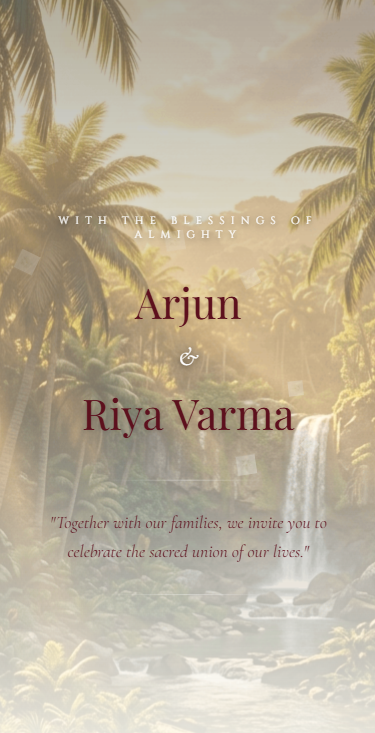 WITH THE BLESSINGS OF
ALMIGHTY
Arjun
&
Riya Varma
"Together with our families, we invite you to
celebrate the sacred union of our lives."